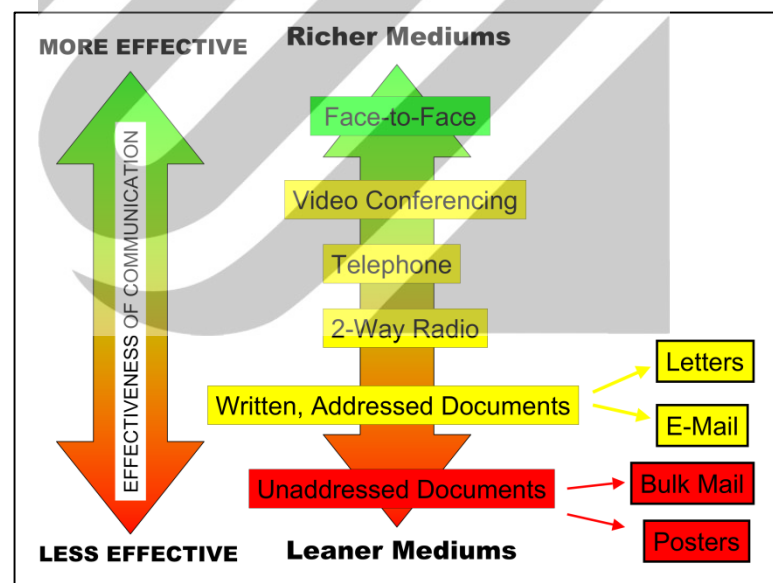 MORE EFFECTIVE
Richer Mediums
Face-to-Face
Video Conferencing
EFFECTIVENESS OF COMMUNICATION
Telephone
2-Way Radio
Letters
Written, Addressed Documents
E-Mail
Unaddressed Documents
Bulk Mail
Posters
LESS EFFECTIVE
Leaner Mediums